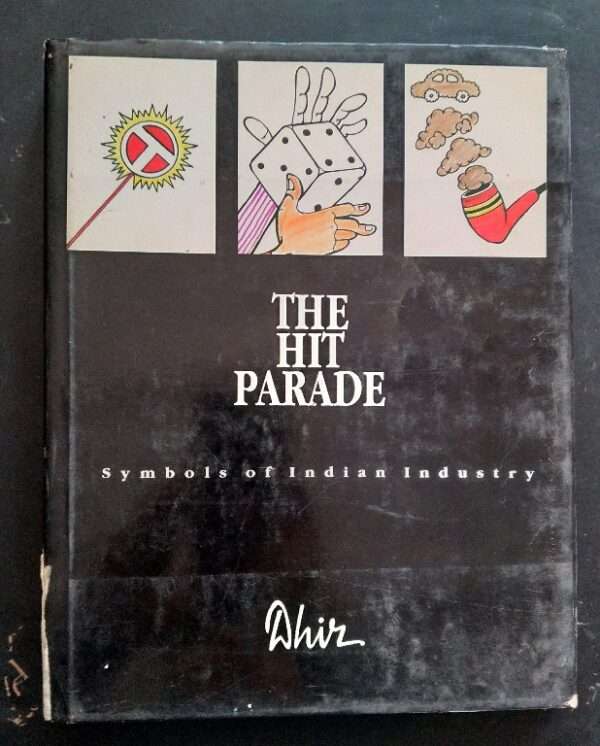 THE
HIT
PARADE
Symbols of Indian Industry
Dhir